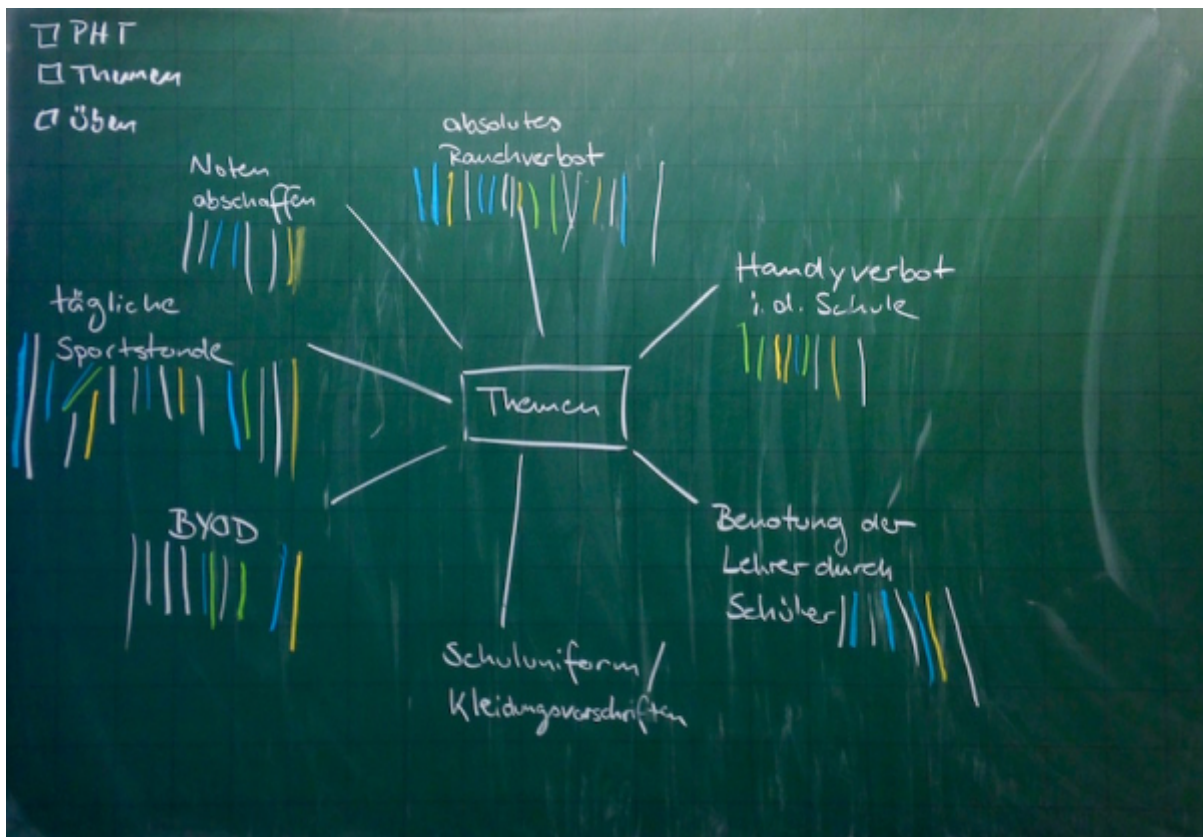 PHT
Themen
Üben
absolutes
Rauchverbot
Noten
abschaffen
Handyverbot
i. d. Schule
tägliche
Sportstunde
Themen
BYOD
Benotung der
Lehrer durch
Schüler
Schuluniform/
Kleidungsvorschriften